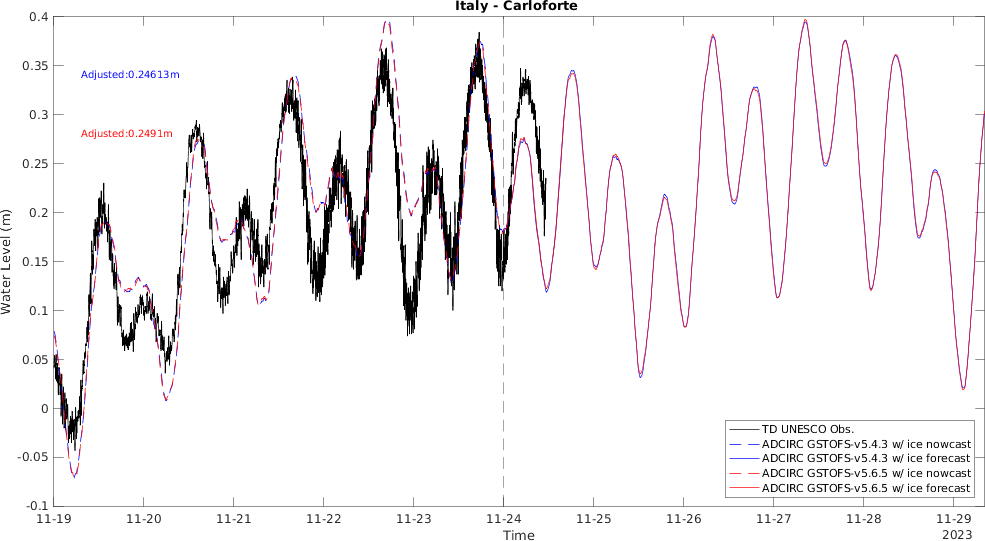 Italy - Carloforte
0.4
0.35
0.3
0.25
0.2
0.15
0.1
0.05
0
-0.05
-0.1
Water Level (m)
Adjusted:0.24613m
Adjusted:0.2491m
TD UNESCO Obs.
ADCIRC GSTOFS-v5.4.3 w/ ice nowcast
ADCIRC GSTOFS-v5.4.3 w/ ice forecast
ADCIRC GSTOFS-v5.6.5 w/ ice nowcast
ADCIRC GSTOFS-v5.6.5 w/ ice forecast
11-19 11-20 11-21 11-22 11-23 11-24 11-25 11-26 11-27 11-28 11-29
Time
2023